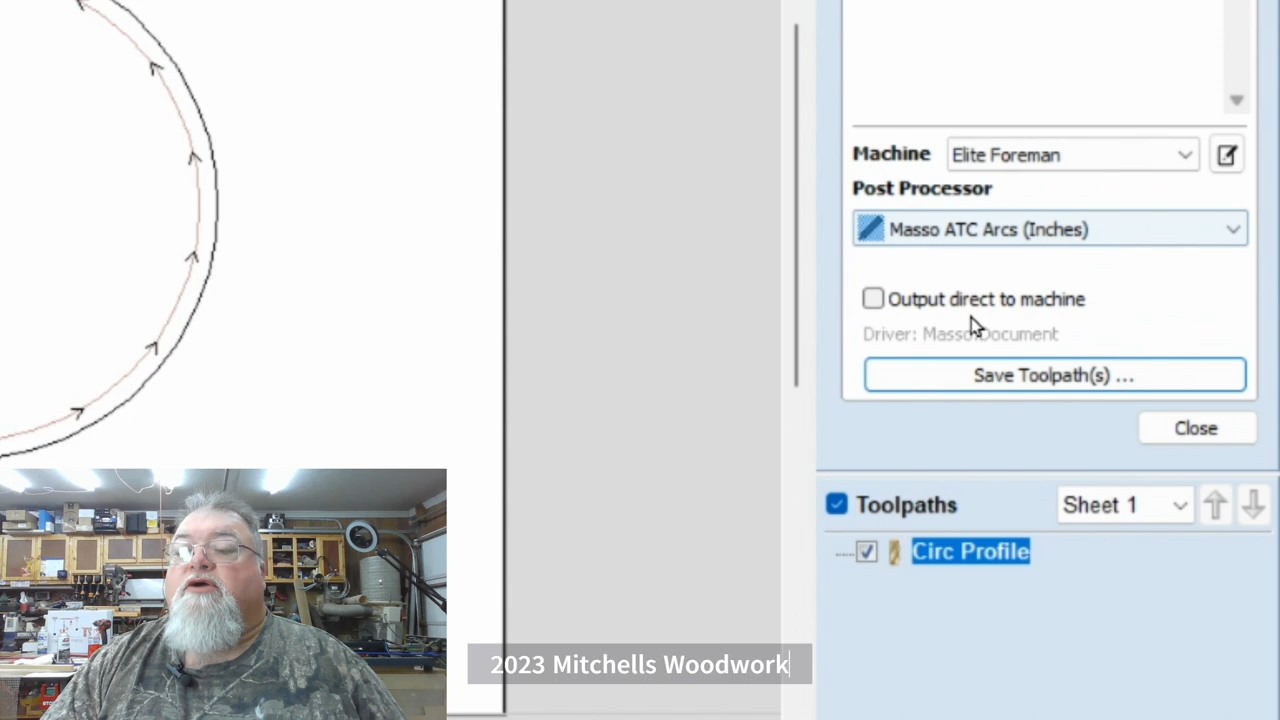 Machine
Elite Foreman
Post Processor
Masso ATC Arcs (Inches)
Output direct to machine
Driver: Masso Document
Save Toolpath(s) ...
Close
Toolpaths
Sheet 1
Circ Profile
2023 Mitchells Woodwork